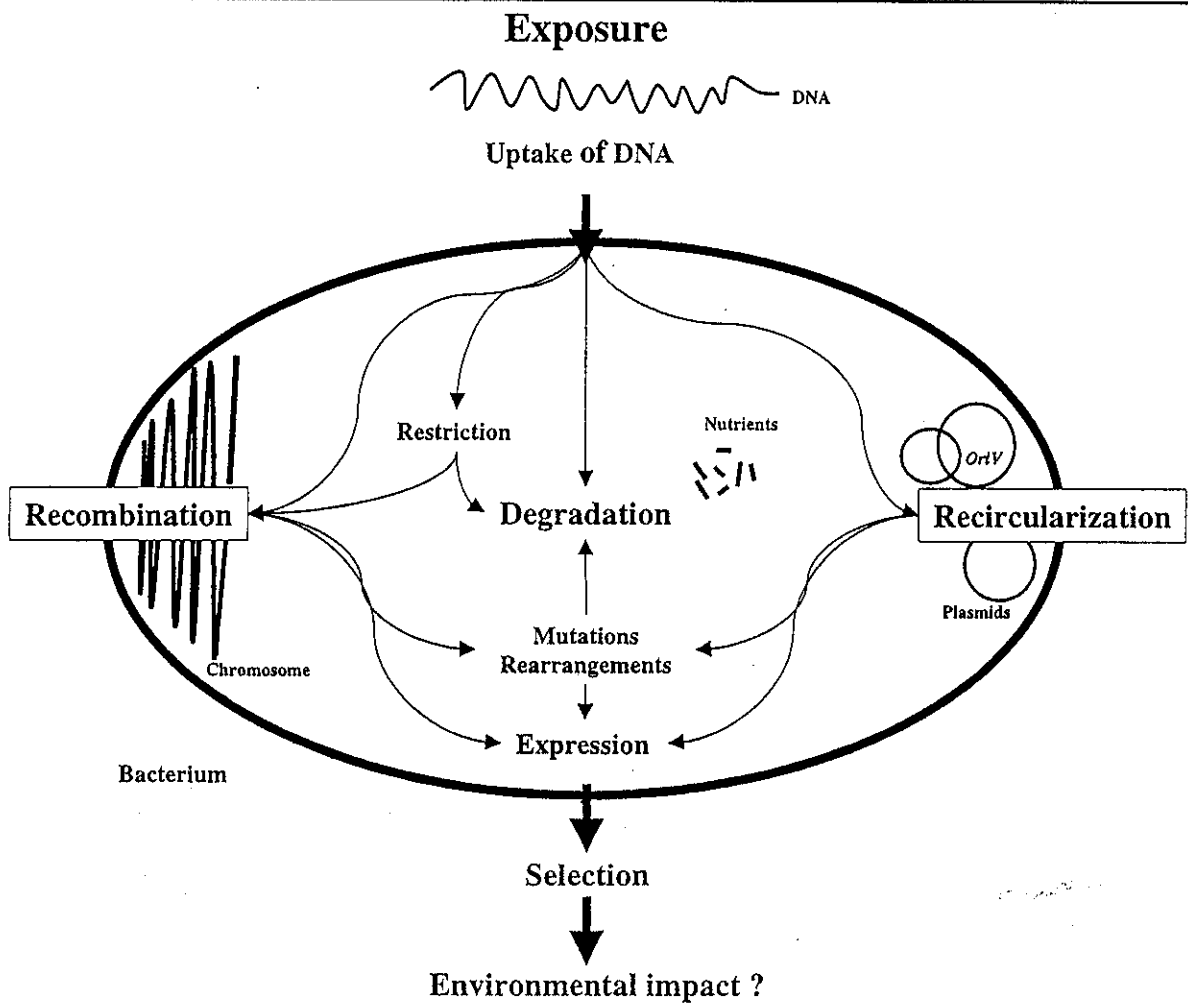 Exposure
DNA
Uptake of DNA
Restriction
Nutrients
OriV
Recombination
Degradation
Recircularization
Plasmids
Mutations
Rearrangements
Chromosome
Expression
Bacterium
Selection
Environmental impact ?